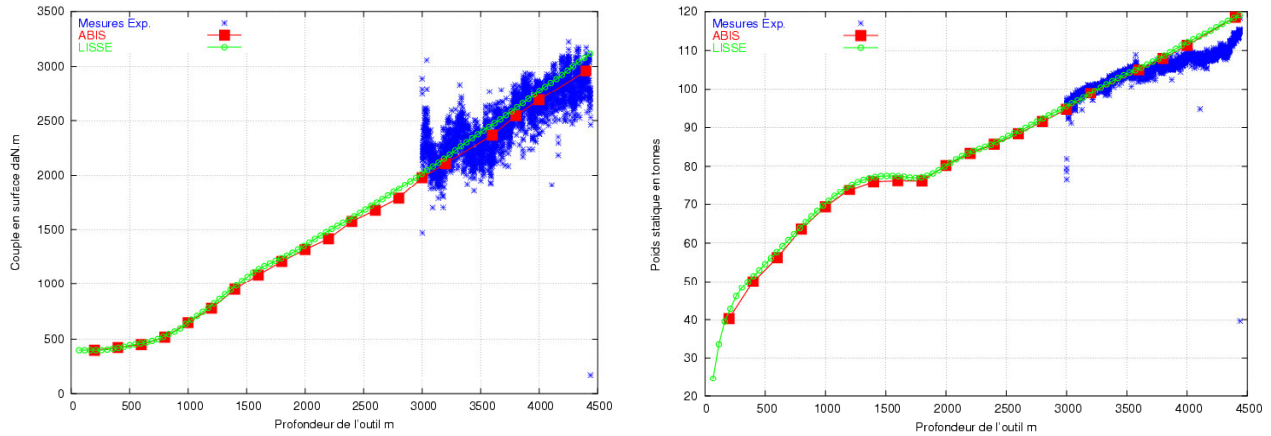 Mesures Exp.
ABIS
LISSE
3500
3000
2500
2000
1500
1000
500
0
Couple en surface daN.m
0 500 1000 1500 2000 2500 3000 3500 4000 4500
Profondeur de l'outil m
Mesures Exp.
ABIS
LISSE
120
110
100
90
80
70
60
50
40
30
20
Poids statique en tonnes
0 500 1000 1500 2000 2500 3000 3500 4000 4500
Profondeur de l'outil m